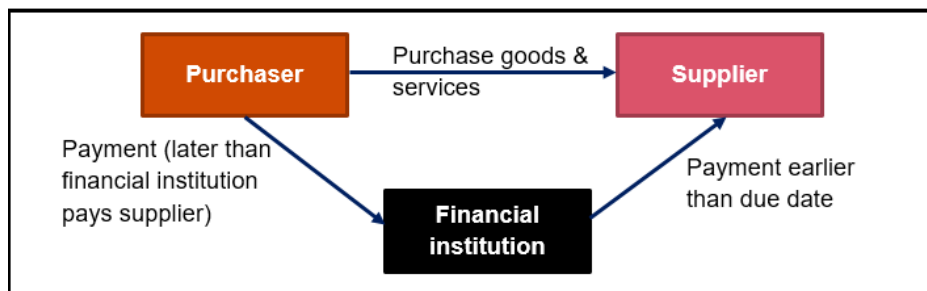 Purchaser
Purchase goods &
services
Supplier
Payment (later than
financial institution
pays supplier)
Financial
institution
Payment earlier
than due date